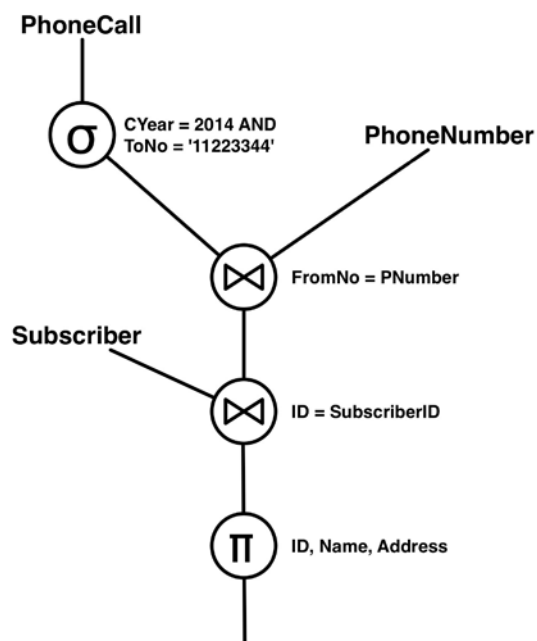 PhoneCall
σ
CYear = 2014 AND
ToNo = '11223344'
PhoneNumber
⋈
FromNo = PNumber
Subscriber
⋈
ID = SubscriberID
π
ID, Name, Address